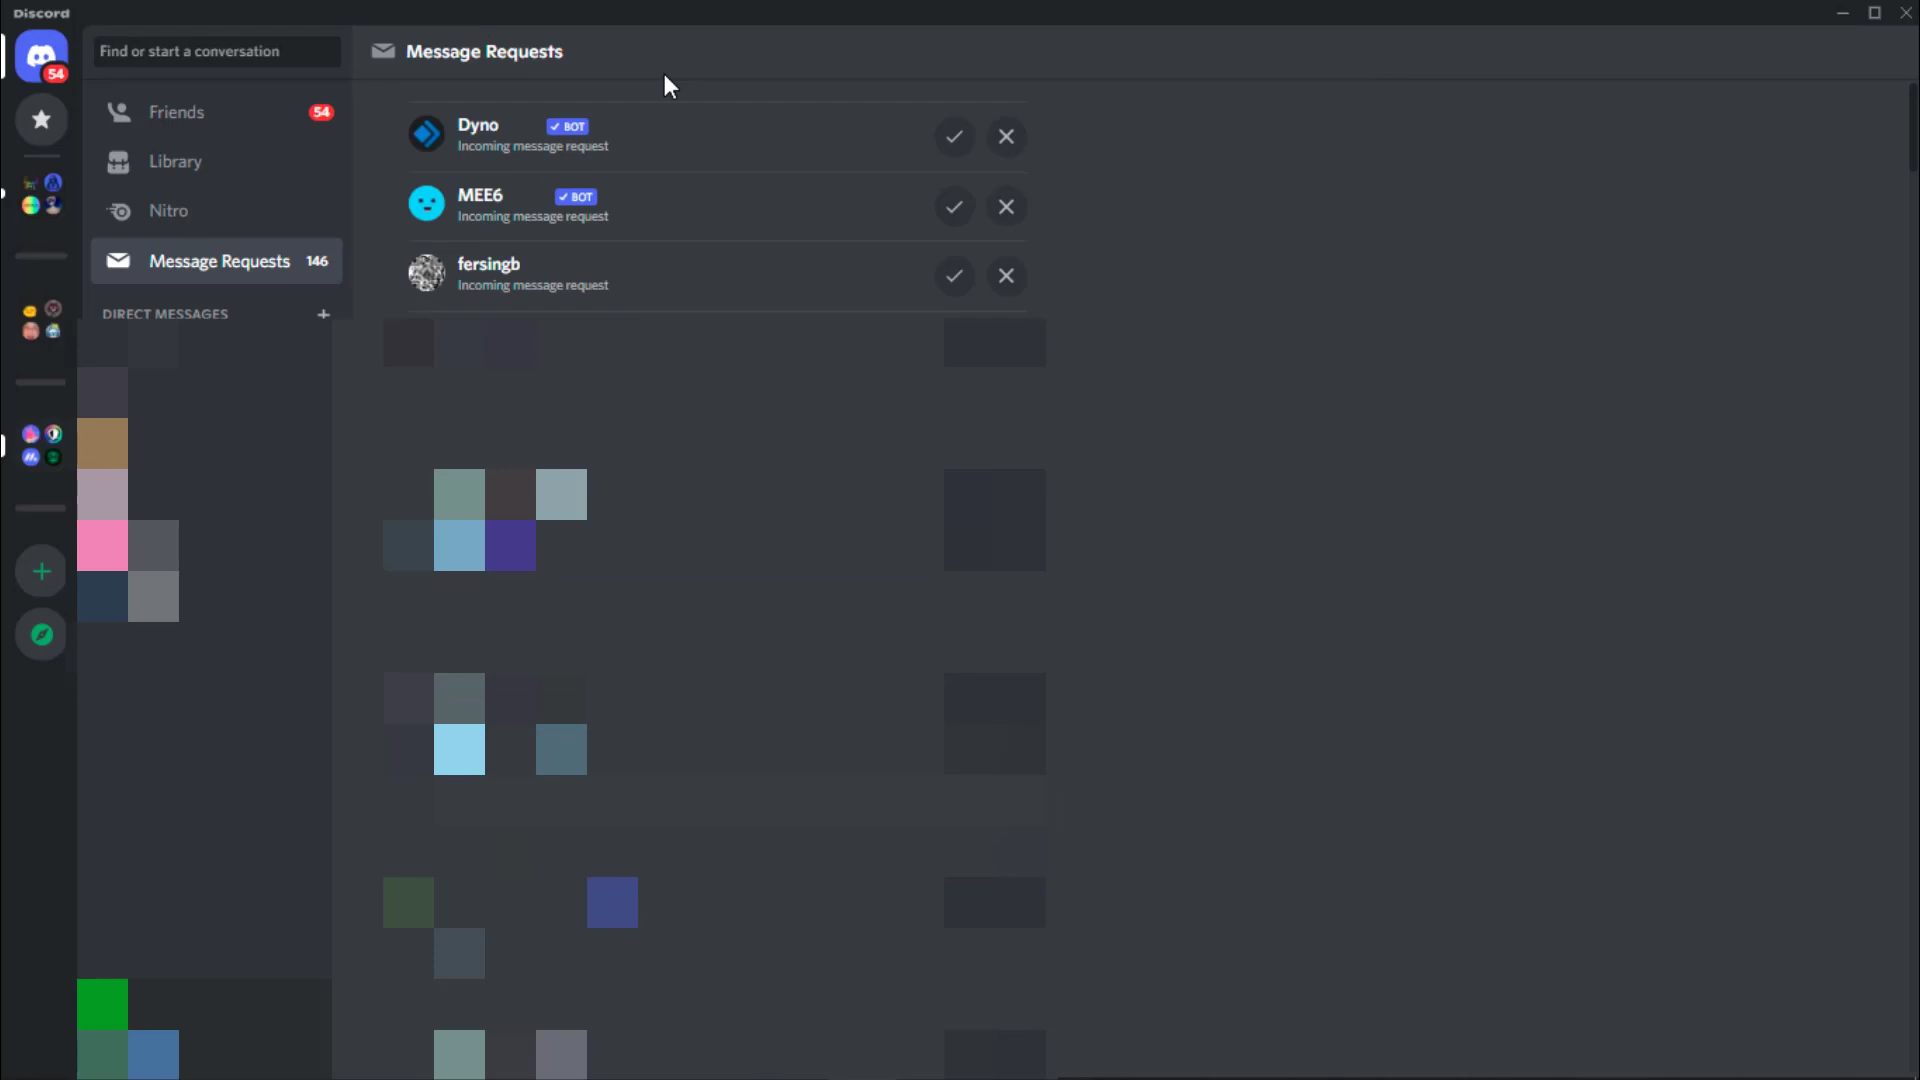 Discord
54
Find or start a conversation
Friends
54
Library
Nitro
Message Requests
146
DIRECT MESSAGES
+
Message Requests
Dyno
BOT
Incoming message request
MEE6
BOT
Incoming message request
fersingb
Incoming message request